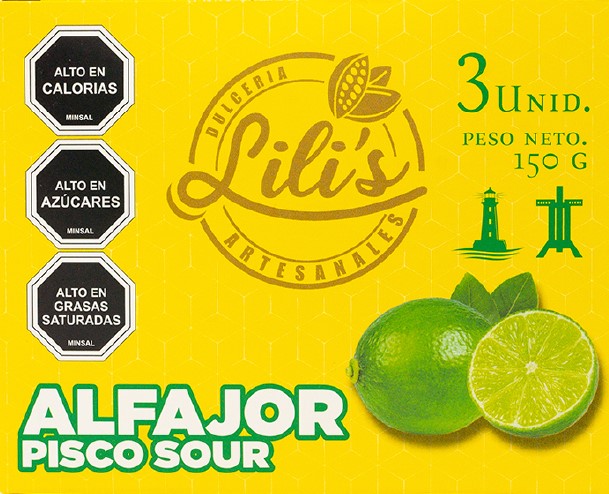 ALTO EN
CALORIAS
MINSAL
ALTO EN
AZÚCARES
MINSAL
ALTO EN
GRASAS
SATURADAS
MINSAL
DULCERIA
Lili's
ARTESANALES
3 UNID.
PESO NETO.
150 G
ALFAJOR
PISCO SOUR